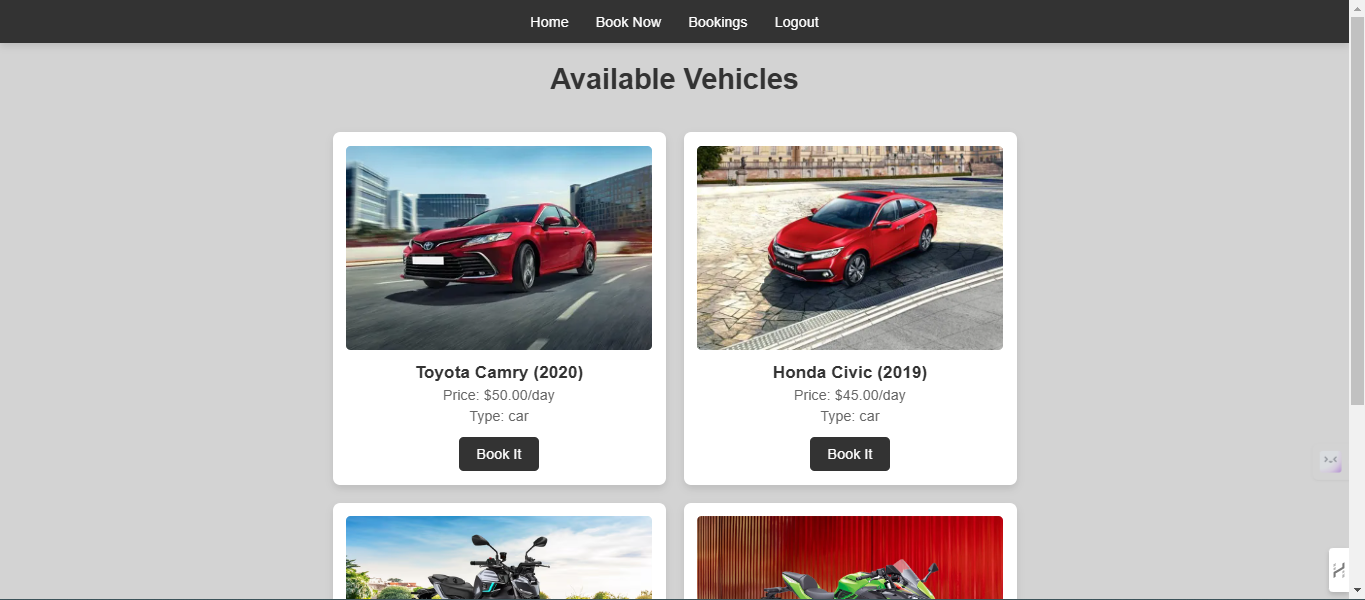 Home Book Now Bookings Logout
Available Vehicles
Toyota Camry (2020)
Price: $50.00/day
Type: car
Book It
Honda Civic (2019)
Price: $45.00/day
Type: car
Book It